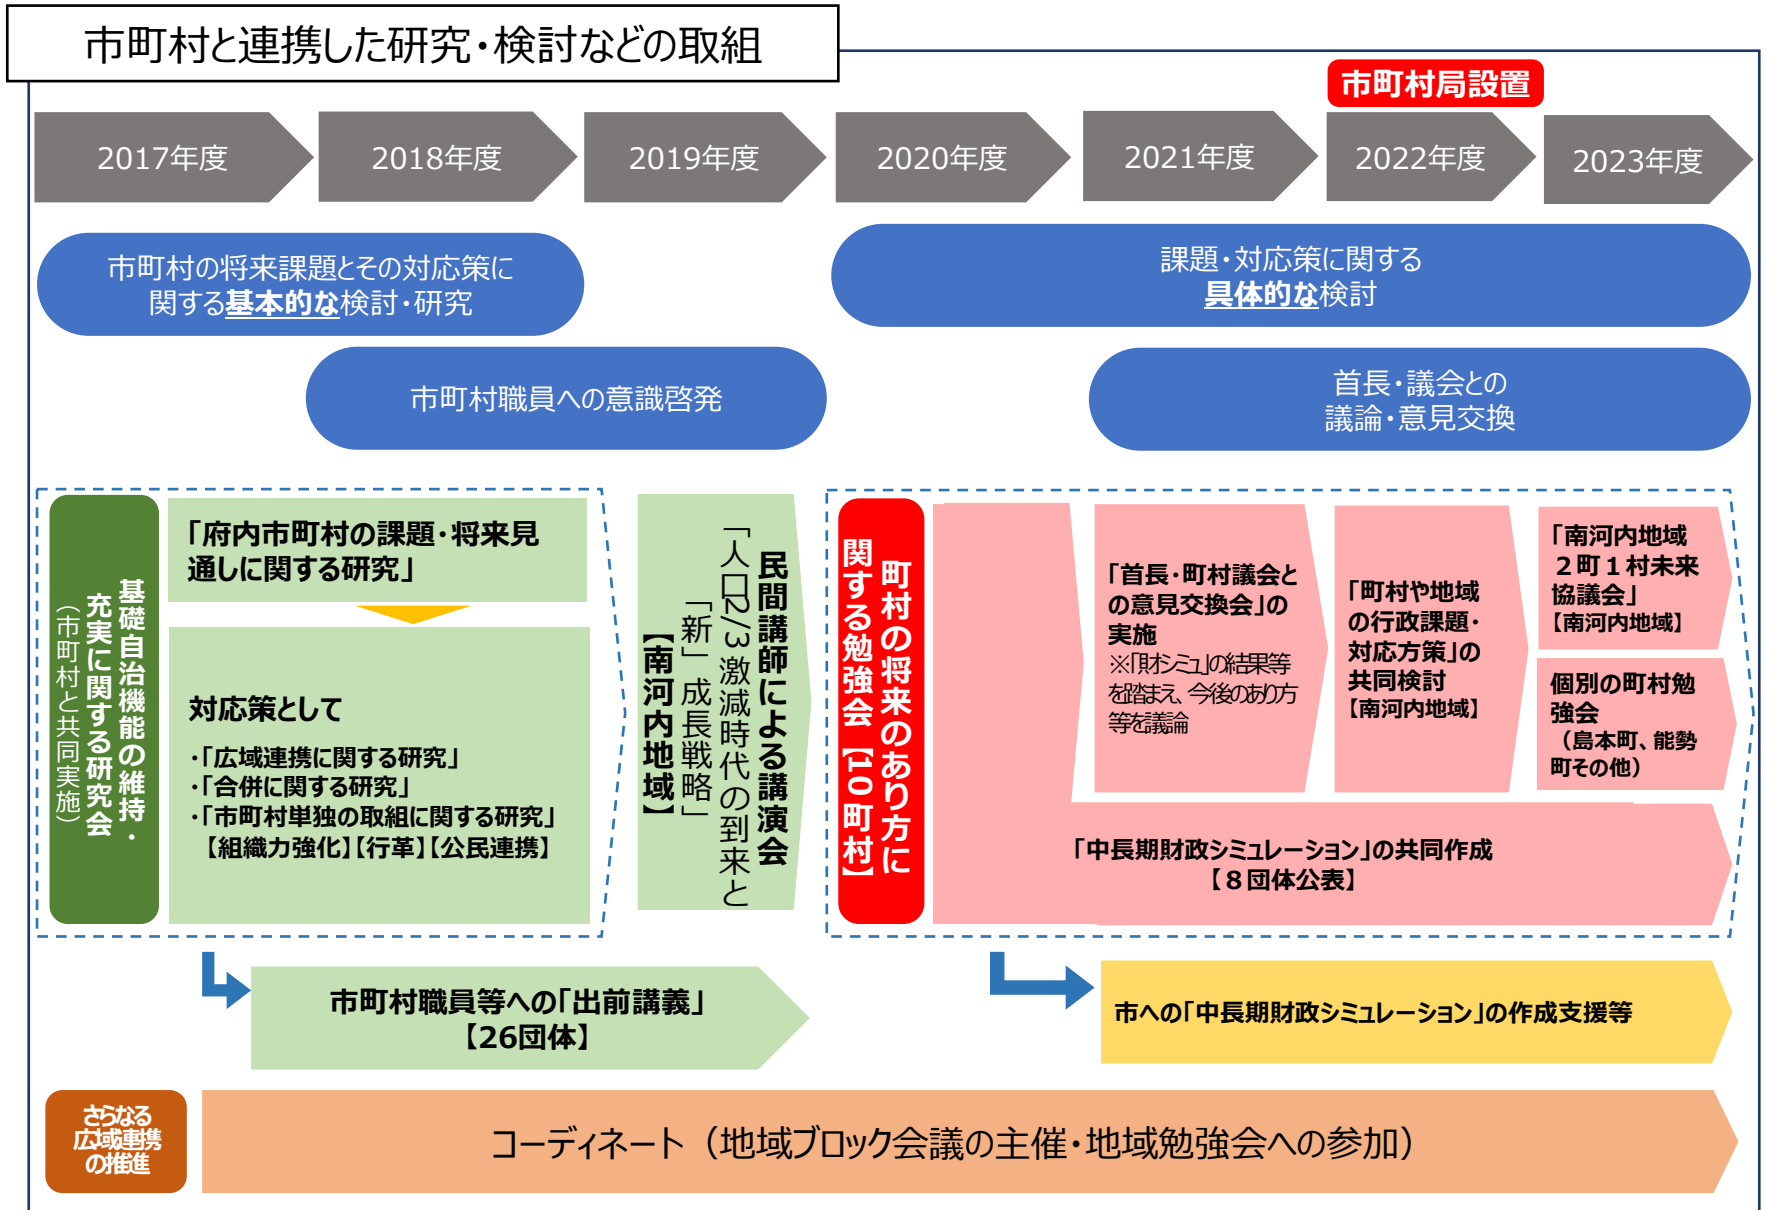 市町村と連携した研究・検討などの取組
市町村局設置
2017年度
2018年度
2019年度
2020年度
2021年度
2022年度
2023年度
市町村の将来課題とその対応策に
関する基本的な検討・研究
課題・対応策に関する
具体的な検討
市町村職員への意識啓発
首長・議会との
議論・意見交換
基礎自治機能の維持・
充実に関する研究会
（市町村と共同実施）
「府内市町村の課題・将来見
通しに関する研究」
対応策として
・「広域連携に関する研究」
・「合併に関する研究」
・「市町村単独の取組に関する研究」
【組織力強化】【行革】【公民連携】
民間講師による講演会
「人口2/3激減時代の到来と
「新」成長戦略」
【南河内地域】
町村の将来のあり方に
関する勉強会【10町村】
「首長・町村議会と
の意見交換会」の
実施
※「財シミュ」の結果等
を踏まえ、今後のあり方
等を議論
「町村や地域
の行政課題・
対応方策」の
共同検討
【南河内地域】
「南河内地域
２町１村未来
協議会」
【南河内地域】
個別の町村勉
強会
（島本町、能勢
町その他）
「中長期財政シミュレーション」の共同作成
【８団体公表】
市町村職員等への「出前講義」
【26団体】
市への「中長期財政シミュレーション」の作成支援等
さらなる
広域連携
の推進
コーディネート（地域ブロック会議の主催・地域勉強会への参加）